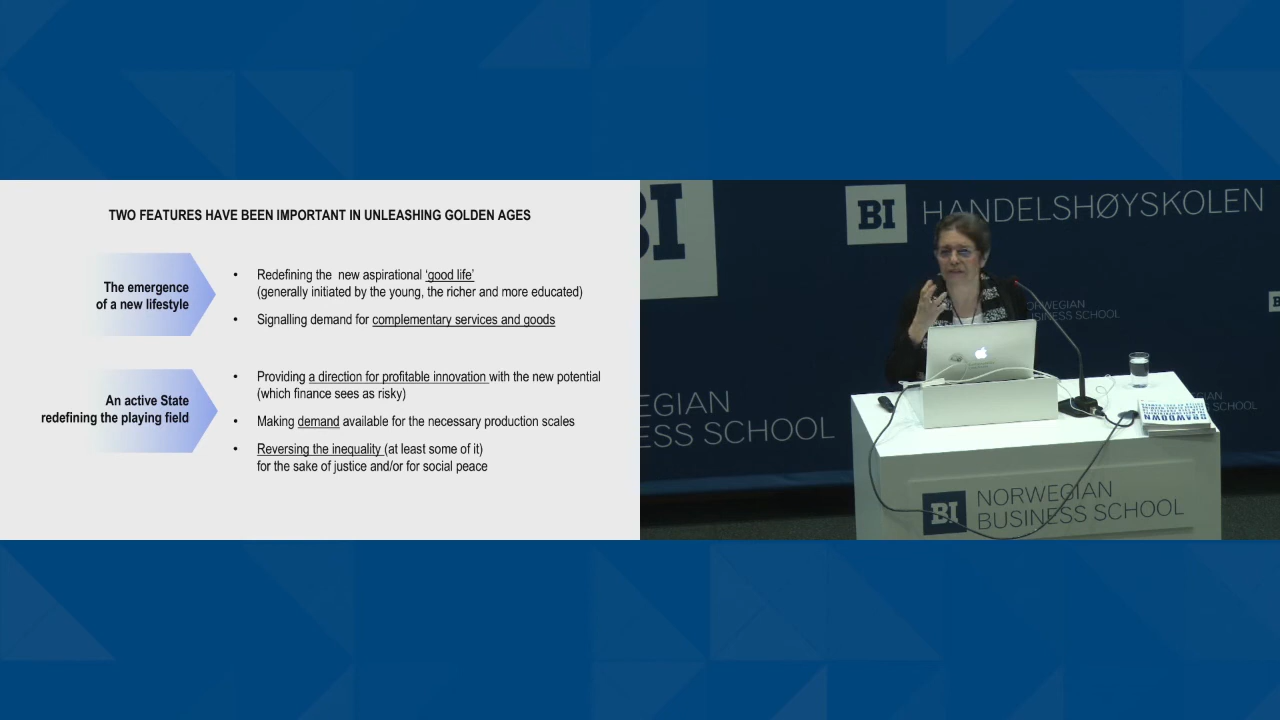 TWO FEATURES HAVE BEEN IMPORTANT IN UNLEASHING GOLDEN AGES
The emergence
of a new lifestyle
• Redefining the new aspirational ‘good life’
(generally initiated by the young, the richer and more educated)
• Signalling demand for complementary services and goods
An active State
redefining the playing field
• Providing a direction for profitable innovation with the new potential
(which finance sees as risky)
• Making demand available for the necessary production scales
• Reversing the inequality (at least some of it)
for the sake of justice and/or for social peace
BI
BI HANDELSHØYSKOLEN
NORWEGIAN
BUSINESS SCHOOL
EGIAN
ESS SCHOOL
DRAWDOWN
BI NORWEGIAN
BUSINESS SCHOOL